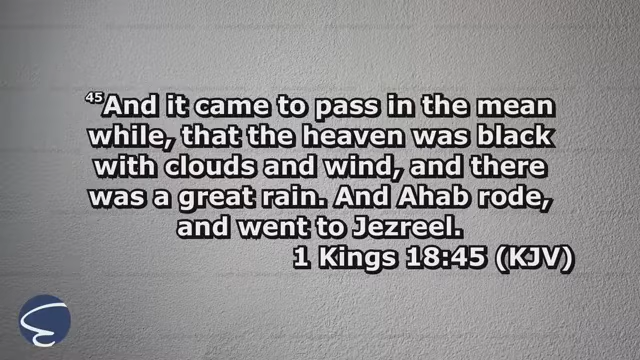 45And it came to pass in the mean
while, that the heaven was black
with clouds and wind, and there
was a great rain. And Ahab rode,
and went to Jezreel.
1 Kings 18:45 (KJV)